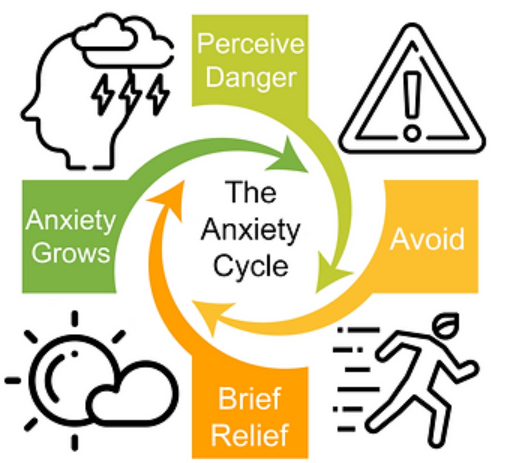 Perceive
Danger
The
Anxiety
Cycle
Anxiety
Grows
Avoid
Brief
Relief